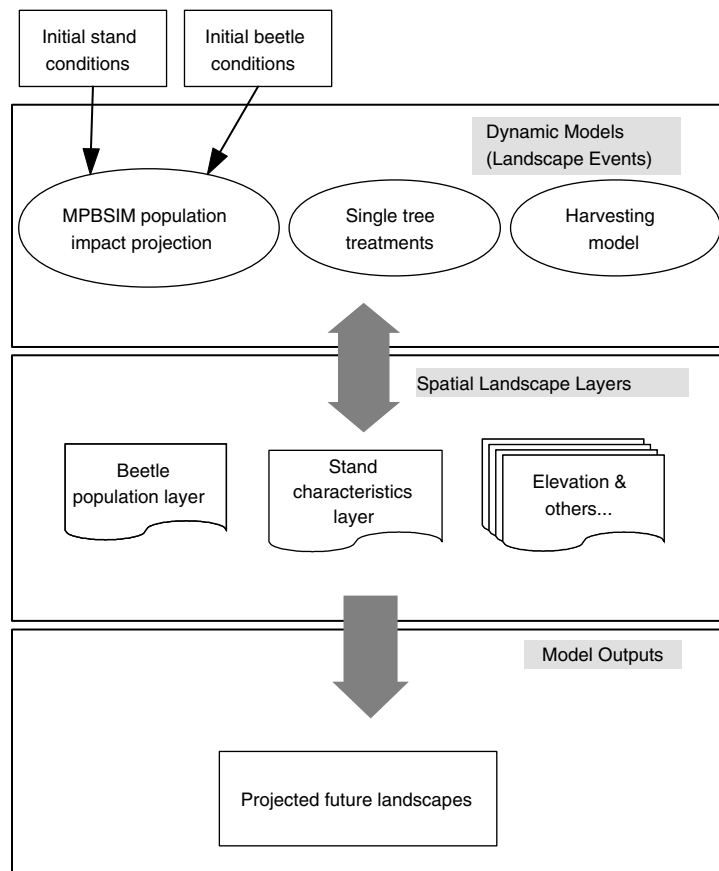 Initial stand
conditions
Initial beetle
conditions
Dynamic Models
(Landscape Events)
MPBSIM population
impact projection
Single tree
treatments
Harvesting
model
Spatial Landscape Layers
Beetle
population layer
Stand
characteristics
layer
Elevation &
others...
Model Outputs
Projected future landscapes